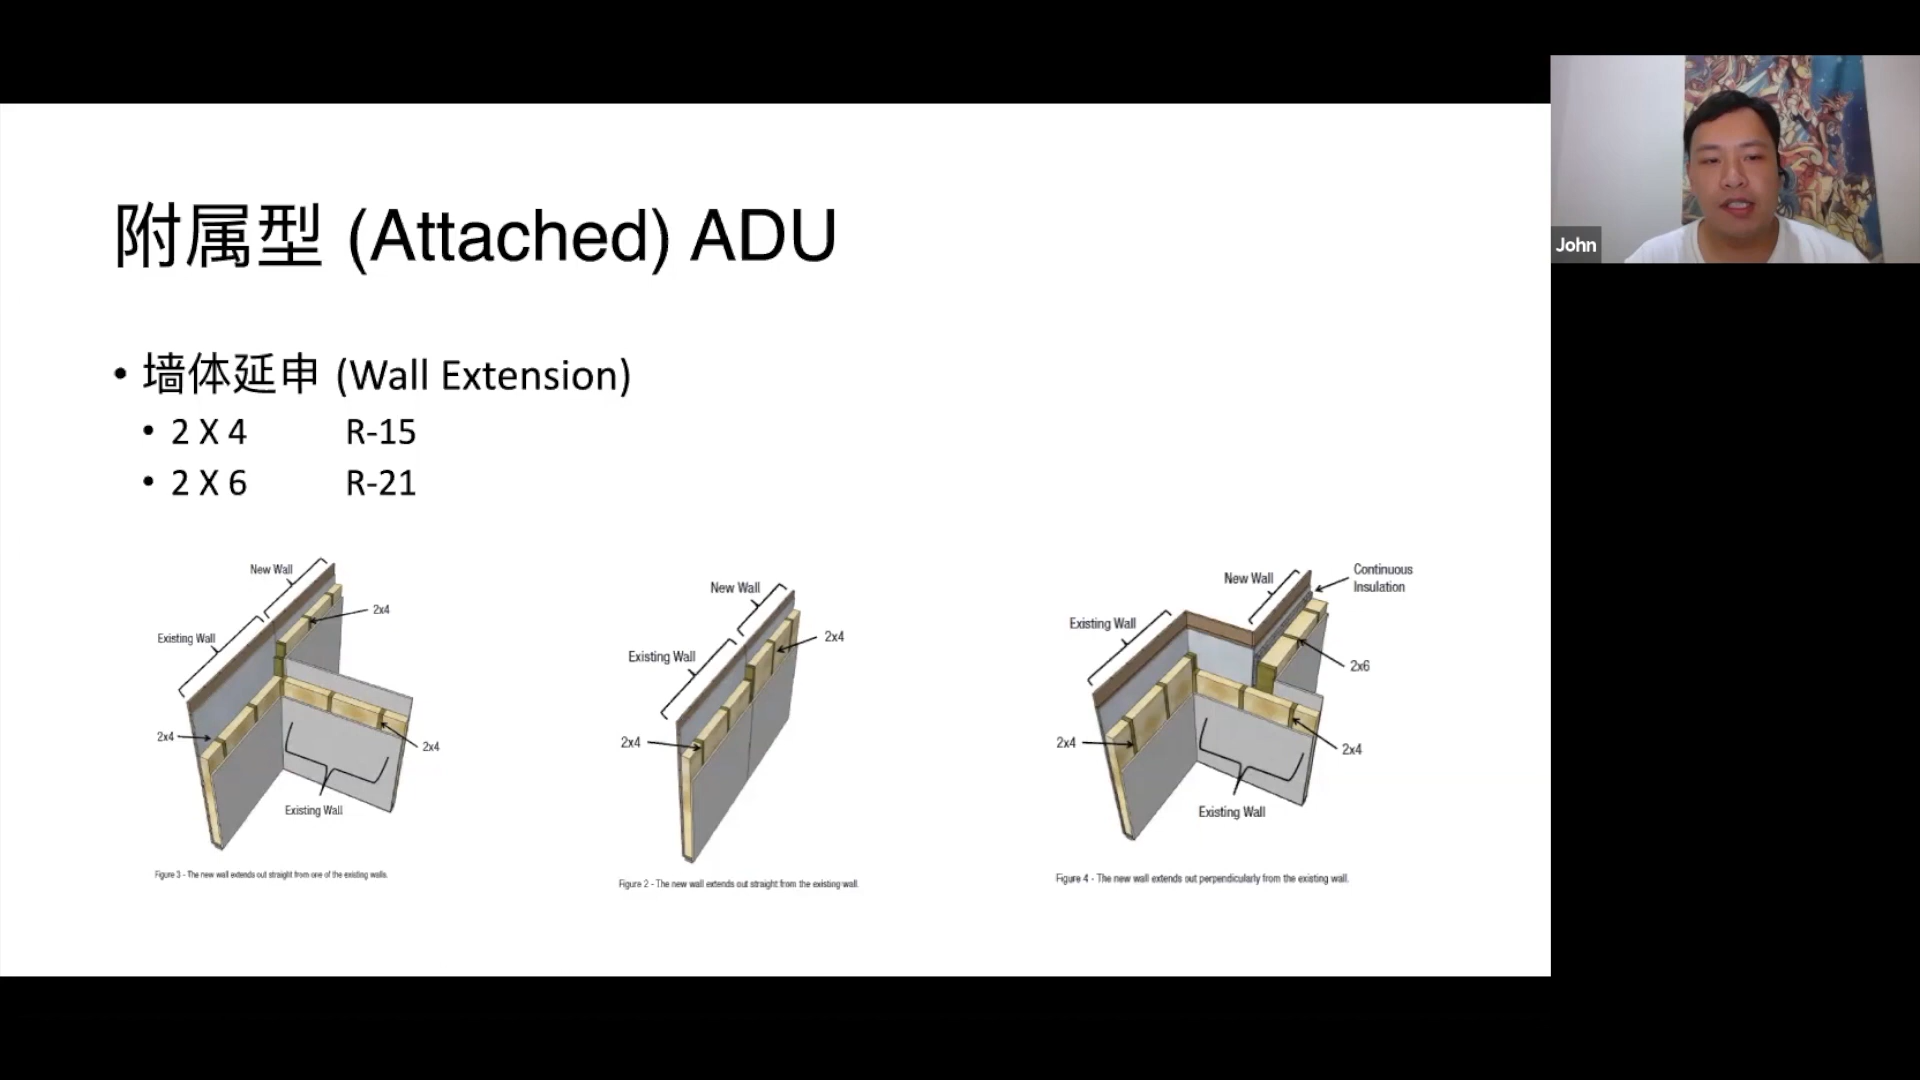 附属型 (Attached) ADU
• 墙体延申 (Wall Extension)
• 2 X 4 R-15
• 2 X 6 R-21
New Wall
2x4
Existing Wall
2x4
2x4
Existing Wall
Figure 3 - The new wall extends out straight from one of the existing walls.
New Wall
2x4
Existing Wall
2x4
Figure 2 - The new wall extends out straight from the existing wall.
Continuous
Insulation
New Wall
Existing Wall
2x6
2x4
2x4
Existing Wall
Figure 4 - The new wall extends out perpendicularly from the existing wall.
John